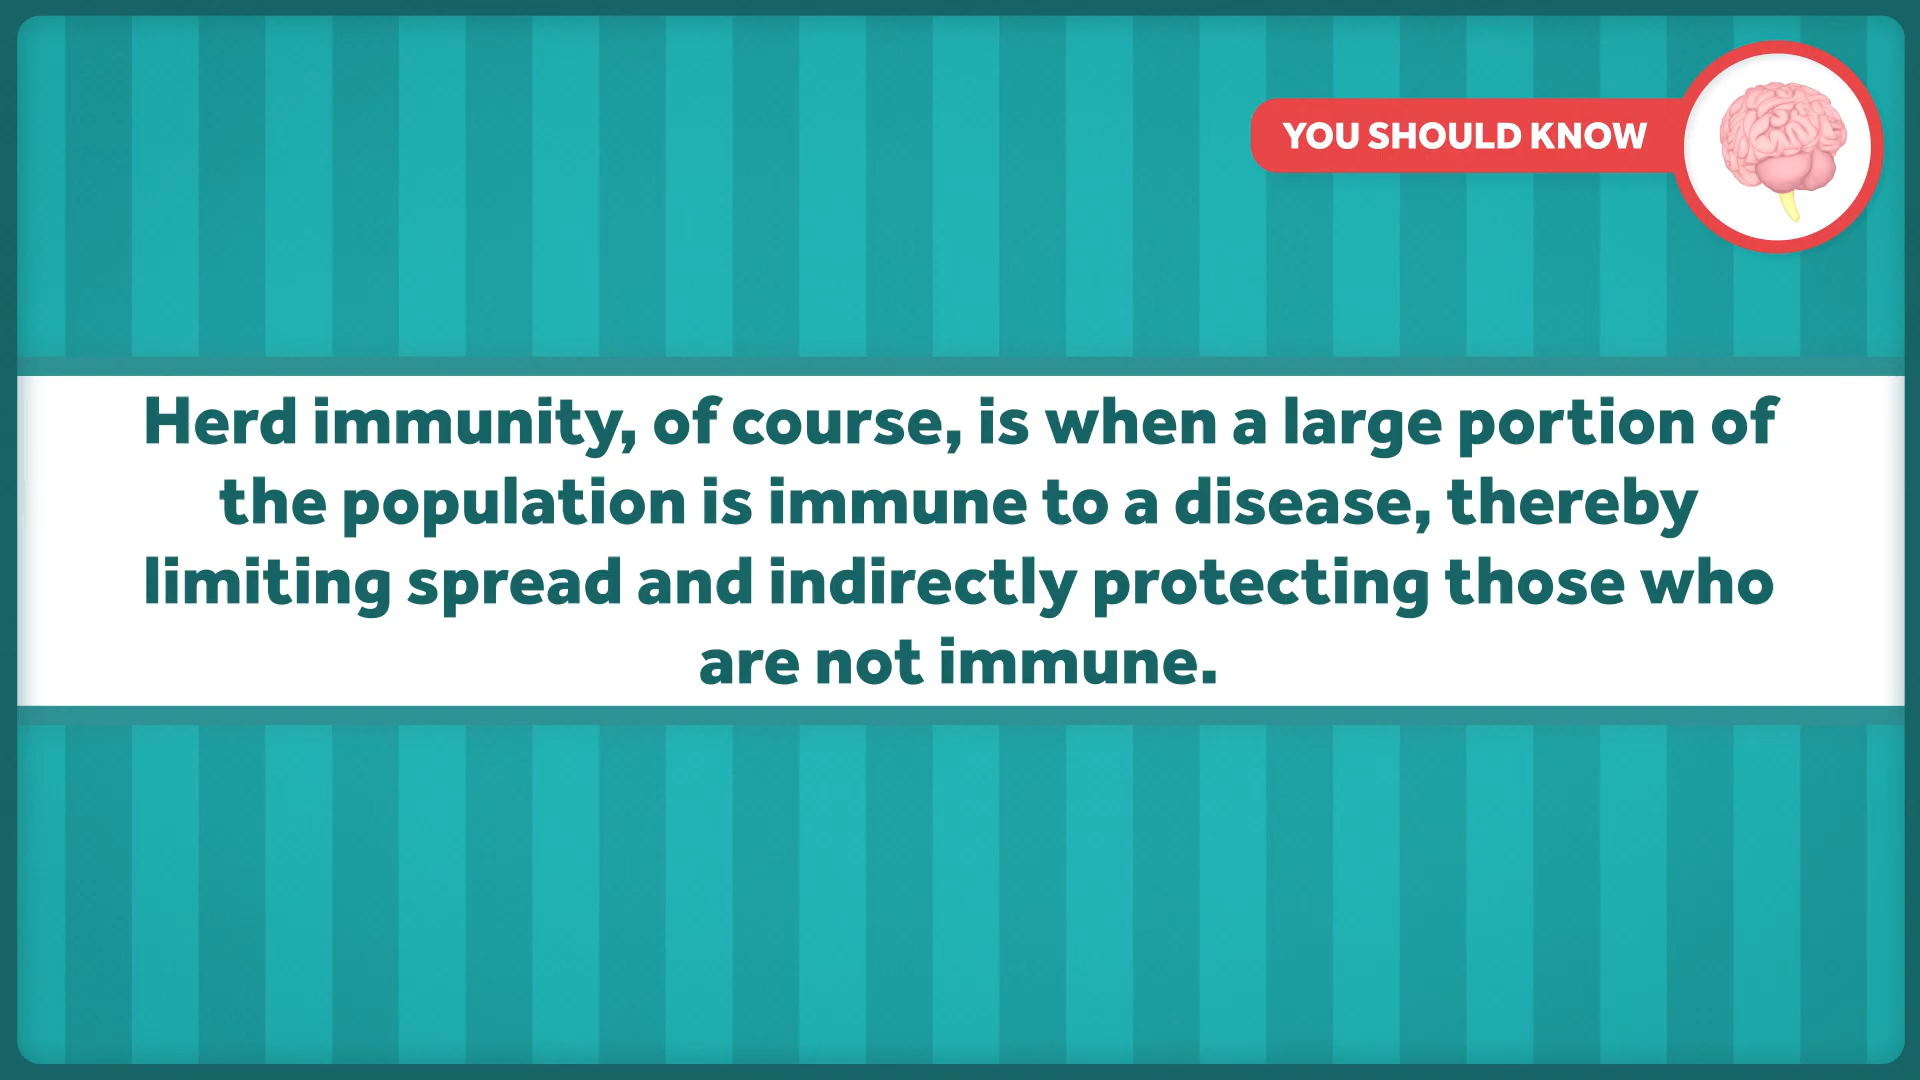 YOU SHOULD KNOW
Herd immunity, of course, is when a large portion of
the population is immune to a disease, thereby
limiting spread and indirectly protecting those who
are not immune.